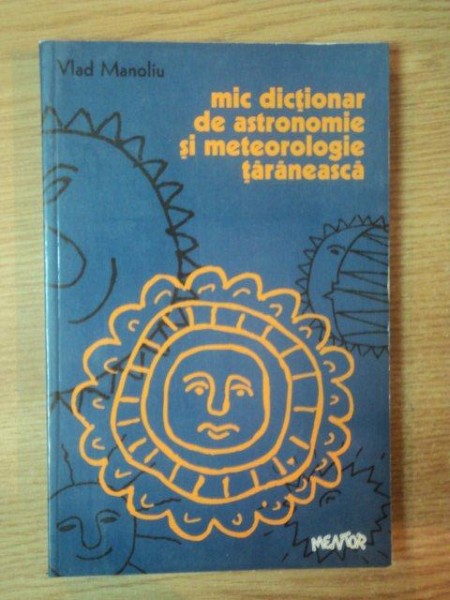 Vlad Manoliu
mic dicționar
de astronomie
și meteorologie
țărănească
MENTOR